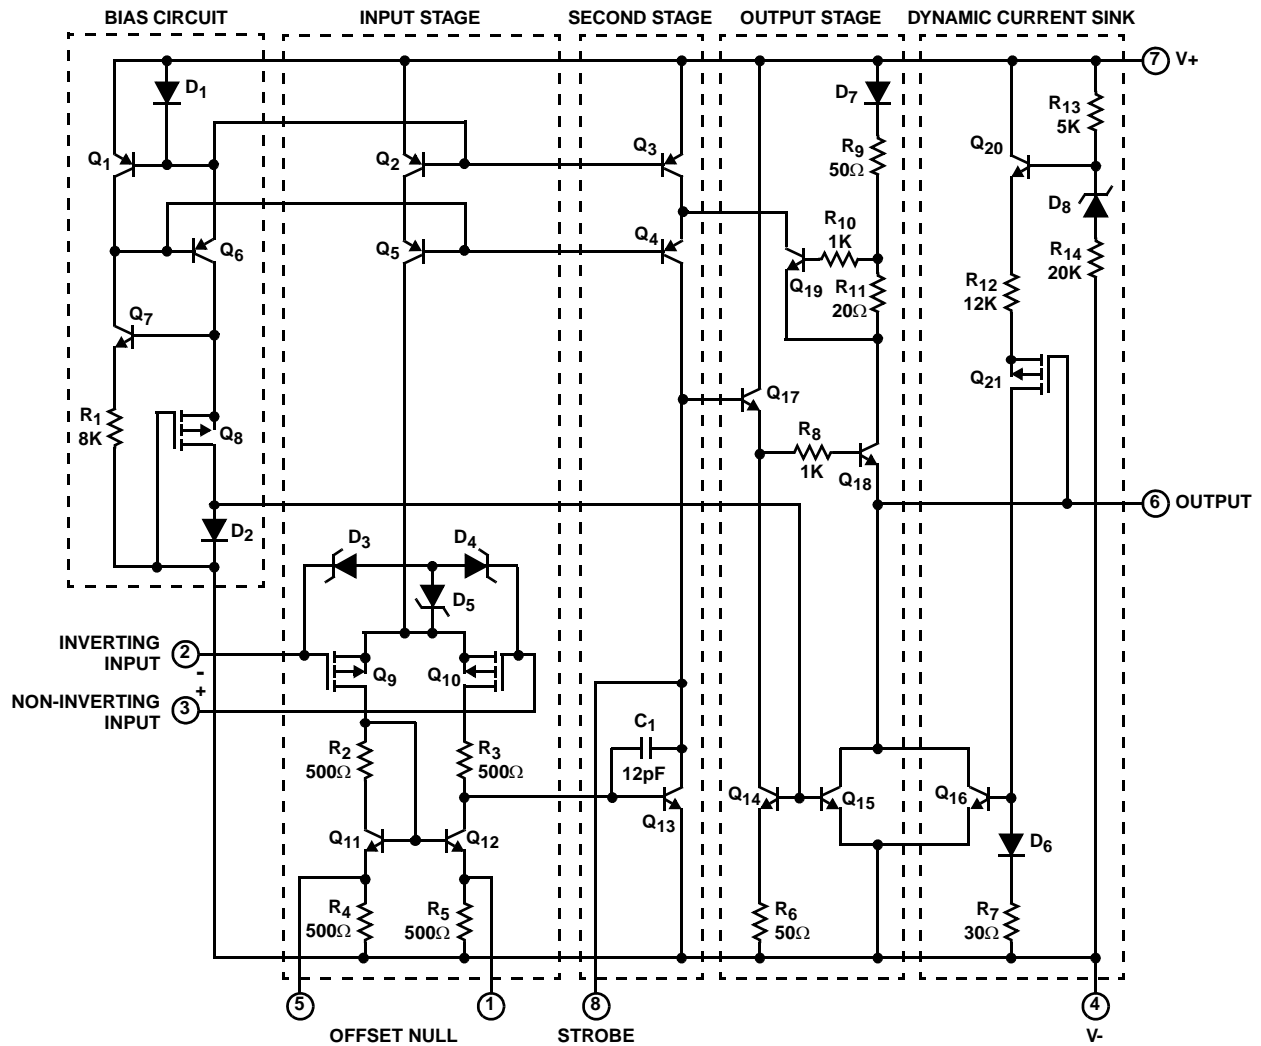 BIAS CIRCUIT
INPUT STAGE
SECOND STAGE
OUTPUT STAGE
DYNAMIC CURRENT SINK
7 V+
D1
D7
R13
5K
Q1
Q2
Q3
R9
50Ω
Q20
D8
Q6
Q5
Q4
R10
1K
R14
20K
Q19
R11
20Ω
R12
12K
Q7
Q21
Q17
R1
8K
Q8
R8
1K
Q18
6 OUTPUT
D2
D3
D4
D5
INVERTING
INPUT
2
-
+
NON-INVERTING
INPUT
3
Q9
Q10
R2
500Ω
R3
500Ω
C1
12pF
Q13
Q14
Q15
Q16
Q11
Q12
D6
R4
500Ω
R5
500Ω
R6
50Ω
R7
30Ω
5
1
8
4
OFFSET NULL
STROBE
V-